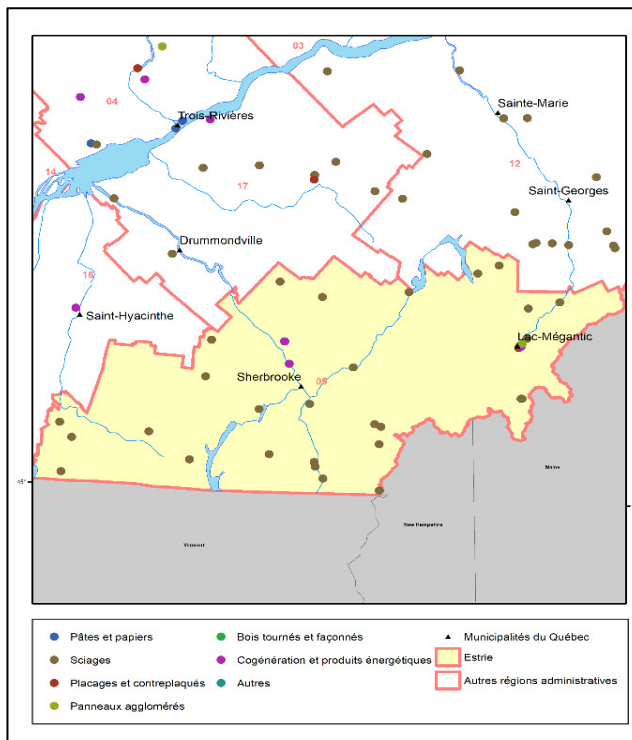 03
04
Trois-Rivières
Sainte-Marie
12
14
17
Saint-Georges
Drummondville
16
Saint-Hyacinthe
Lac-Mégantic
Sherbrooke
05
45°
Maine
New Hampshire
Vermont
Pâtes et papiers
Bois tournés et façonnés
Municipalités du Québec
Sciages
Cogénération et produits énergétiques
Estrie
Placages et contreplaqués
Autres
Autres régions administratives
Panneaux agglomérés